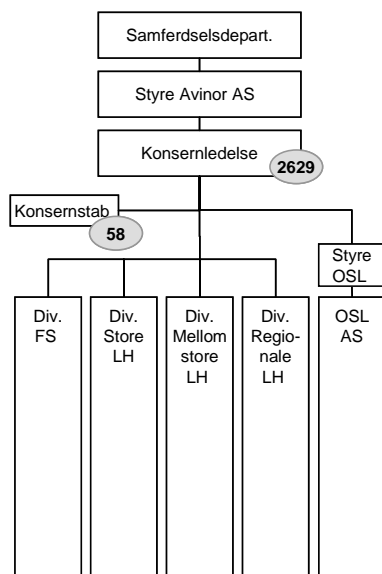 Samferdselsdepart.
Styre Avinor AS
Konsernledelse
2629
Konsernstab
58
Styre
OSL
Div.
FS
Div.
Store
LH
Div.
Mellom
store
LH
Div.
Regio-
nale
LH
OSL
AS